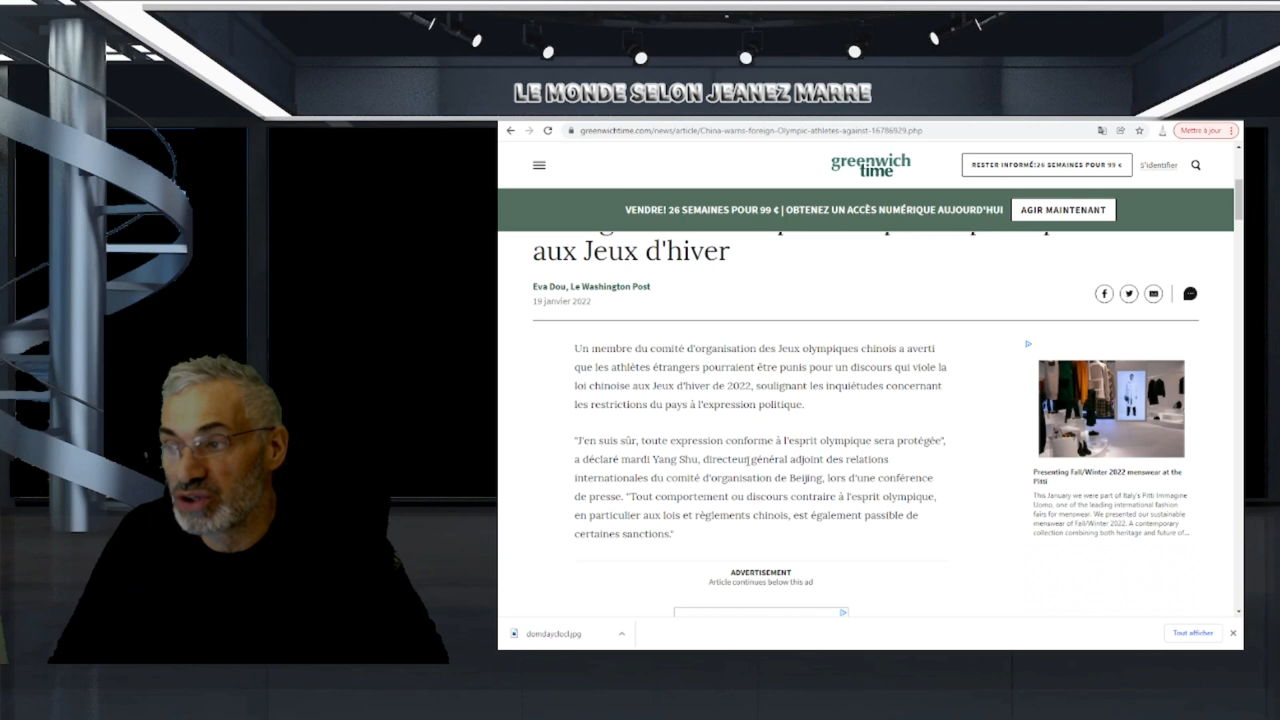 LE MONDE SELON JEANEZ MARRE
greenwichtime.com/news/article/China-warns-foreign-Olympic-athletes-against-16786929.php
Mettre à jour
greenwich
time
RESTER INFORMÉ!26 SEMAINES POUR 99 ¢
S'identifier
VENDRE! 26 SEMAINES POUR 99 ¢ | OBTENEZ UN ACCÈS NUMÉRIQUE AUJOURD'HUI
AGIR MAINTENANT
aux Jeux d'hiver
Eva Dou, Le Washington Post
19 janvier 2022
Un membre du comité d'organisation des Jeux olympiques chinois a averti
que les athlètes étrangers pourraient être punis pour un discours qui viole la
loi chinoise aux Jeux d'hiver de 2022, soulignant les inquiétudes concernant
les restrictions du pays à l'expression politique.
"J'en suis sûr, toute expression conforme à l'esprit olympique sera protégée",
a déclaré mardi Yang Shu, directeur général adjoint des relations
internationales du comité d'organisation de Beijing, lors d'une conférence
de presse. "Tout comportement ou discours contraire à l'esprit olympique,
en particulier aux lois et règlements chinois, est également passible de
certaines sanctions."
ADVERTISEMENT
Article continues below this ad
Presenting Fall/Winter 2022 menswear at the
Pitti
This January we were part of Italy's Pitti Immagine
Uomo, one of the leading international fashion
fairs for menswear. We presented our sustainable
menswear of Fall/Winter 2022. A contemporary
collection combining both heritage and future of...
domdayclocl.jpg
Tout afficher